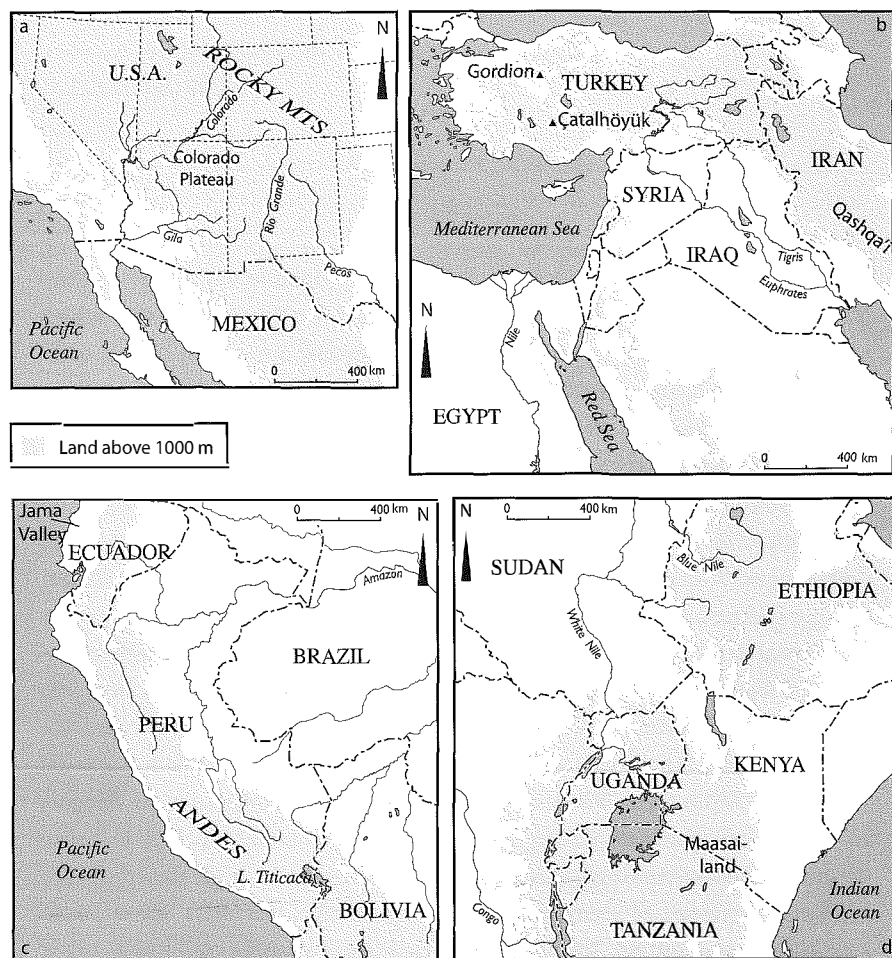 a
N
U.S.A.
ROCKY MTS
Colorado
Colorado
Plateau
Rio Grande
Gila
Pecos
Pacific
Ocean
MEXICO
0 400 km
Land above 1000 m
b
Gordion
TURKEY
Çatalhöyük
IRAN
SYRIA
Mediterranean Sea
Qashqa'i
IRAQ
Tigris
Euphrates
N
Nile
EGYPT
Red Sea
0 400 km
Jama
Valley
0 400 km
N
ECUADOR
Amazon
BRAZIL
PERU
ANDES
Pacific
Ocean
L. Titicaca
BOLIVIA
c
N
0 400 km
SUDAN
Blue Nile
ETHIOPIA
White Nile
UGANDA
KENYA
Maasai-
land
Indian
Ocean
Congo
TANZANIA
d